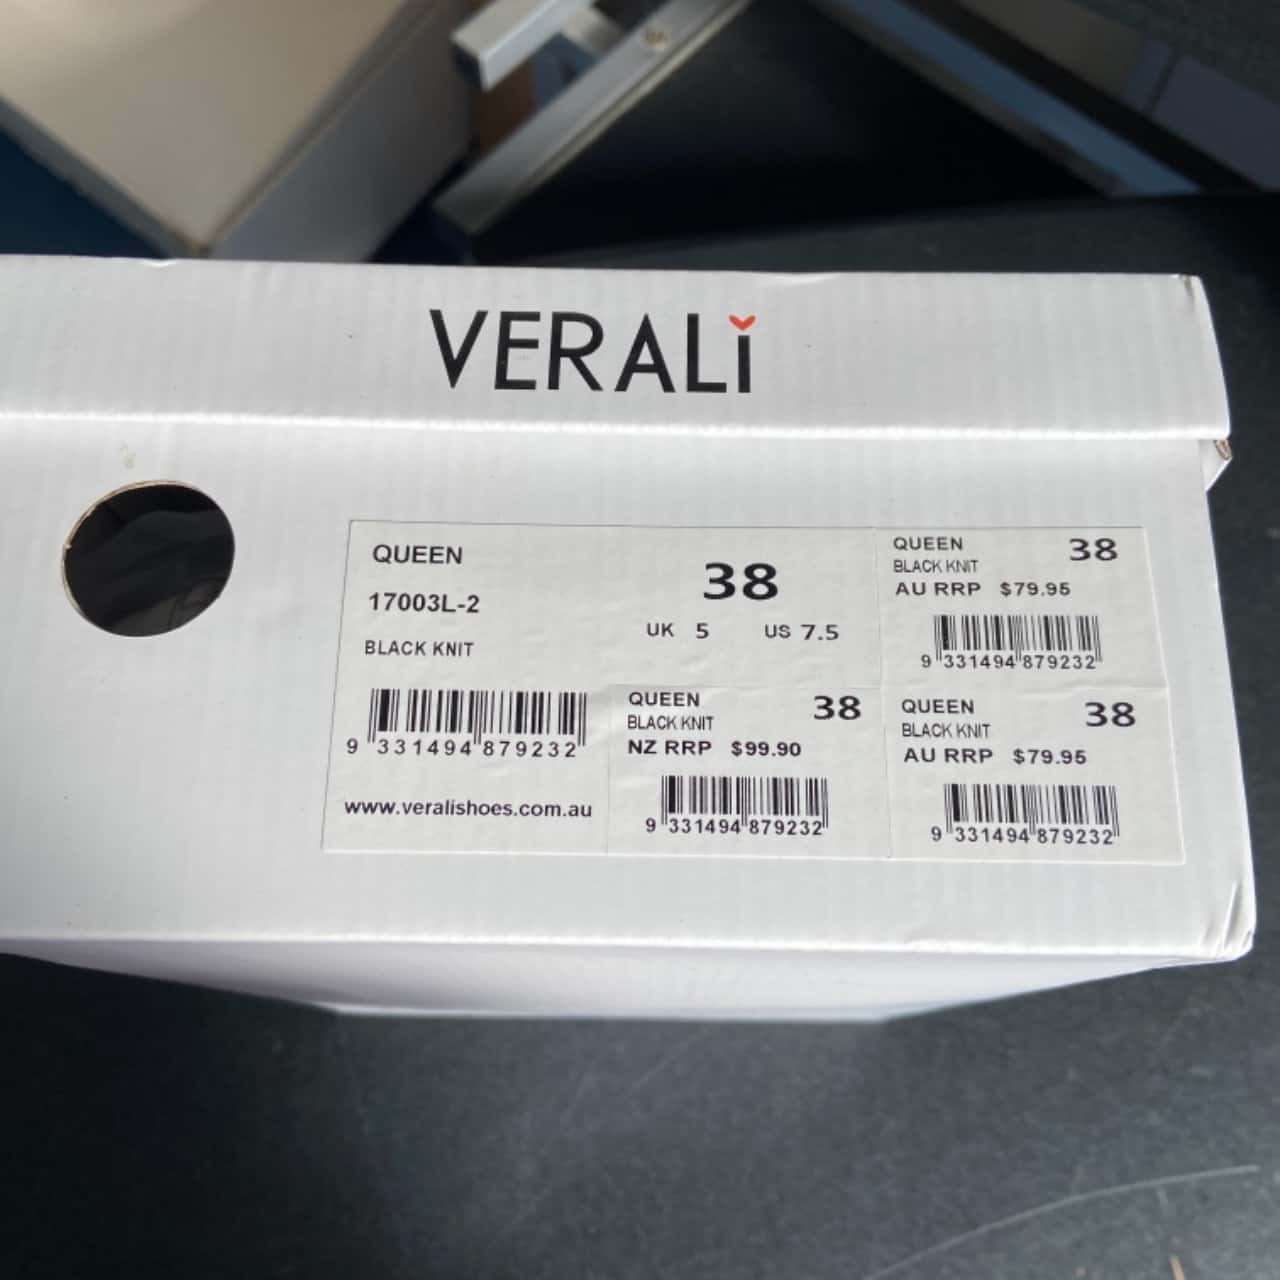 VERALi
QUEEN
17003L-2
BLACK KNIT
38
UK 5 US 7.5
9 331494 879232
www.veralishoes.com.au
QUEEN 38
BLACK KNIT
NZ RRP $99.90
9 331494 879232
QUEEN 38
BLACK KNIT
AU RRP $79.95
9 331494 879232
QUEEN 38
BLACK KNIT
AU RRP $79.95
9 331494 879232